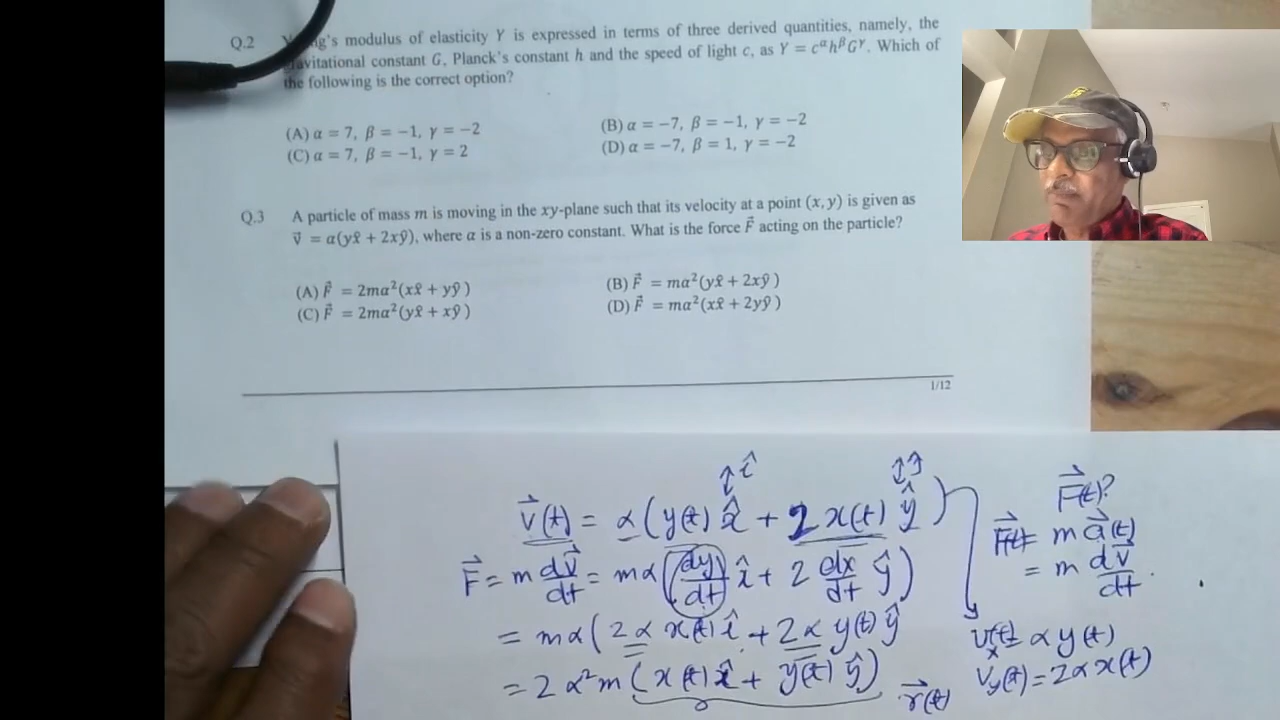 Q.2 Young's modulus of elasticity Y is expressed in terms of three derived quantities, namely, the
gravitational constant G, Planck's constant h and the speed of light c, as Y = c^α h^β G^γ. Which of
the following is the correct option?
(A) α = 7, β = −1, γ = −2
(B) α = −7, β = −1, γ = −2
(C) α = 7, β = −1, γ = 2
(D) α = −7, β = 1, γ = −2
Q.3 A particle of mass m is moving in the xy-plane such that its velocity at a point (x, y) is given as
v⃗ = α(yx̂ + 2xŷ), where α is a non-zero constant. What is the force F⃗ acting on the particle?
(A) F⃗ = 2mα²(xx̂ + yŷ)
(B) F⃗ = mα²(yx̂ + 2xŷ)
(C) F⃗ = 2mα²(yx̂ + xŷ)
(D) F⃗ = mα²(xx̂ + 2yŷ)
1/12
î ĵ
v⃗(t) = α(y(t) x̂ + 2 x(t) ŷ)
F⃗ = m dv⃗/dt = mα(dy/dt x̂ + 2 dx/dt ŷ)
= mα(2α x(t) î + 2α y(t) ŷ
= 2α²m(x(t) x̂ + y(t) ŷ)
r⃗(t)
F⃗(t)?
F⃗(t) = m a⃗(t)
= m dv⃗/dt.
vx(t) = α y(t)
vy(t) = 2α x(t)